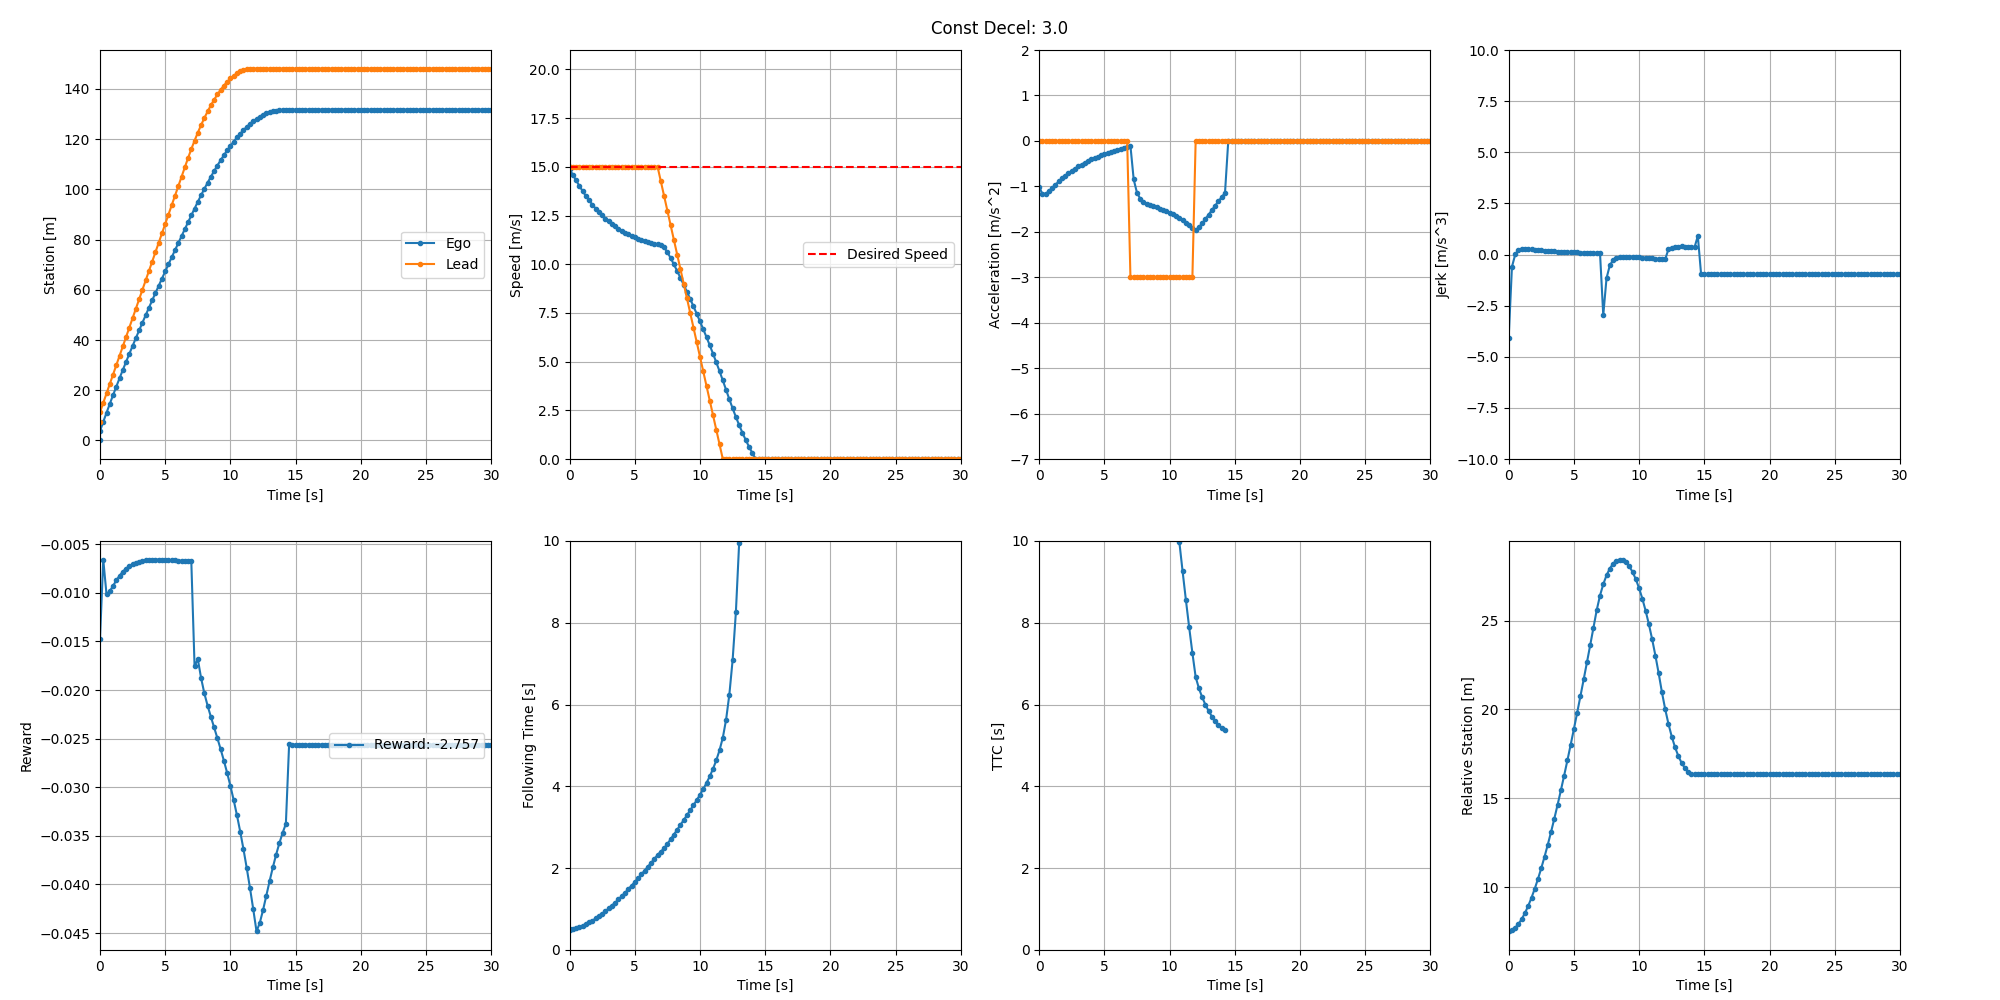 Const Decel: 3.0
Station [m]
140
120
100
80
60
40
20
0
Ego
Lead
0 5 10 15 20 25 30
Time [s]
Speed [m/s]
20.0
17.5
15.0
12.5
10.0
7.5
5.0
2.5
0.0
Desired Speed
0 5 10 15 20 25 30
Time [s]
Acceleration [m/s^2]
2
1
0
−1
−2
−3
−4
−5
−6
−7
0 5 10 15 20 25 30
Time [s]
Jerk [m/s^3]
10.0
7.5
5.0
2.5
0.0
−2.5
−5.0
−7.5
−10.0
0 5 10 15 20 25 30
Time [s]
Reward
−0.005
−0.010
−0.015
−0.020
−0.025
−0.030
−0.035
−0.040
−0.045
Reward: -2.757
0 5 10 15 20 25 30
Time [s]
Following Time [s]
10
8
6
4
2
0
0 5 10 15 20 25 30
Time [s]
TTC [s]
10
8
6
4
2
0
0 5 10 15 20 25 30
Time [s]
Relative Station [m]
25
20
15
10
0 5 10 15 20 25 30
Time [s]